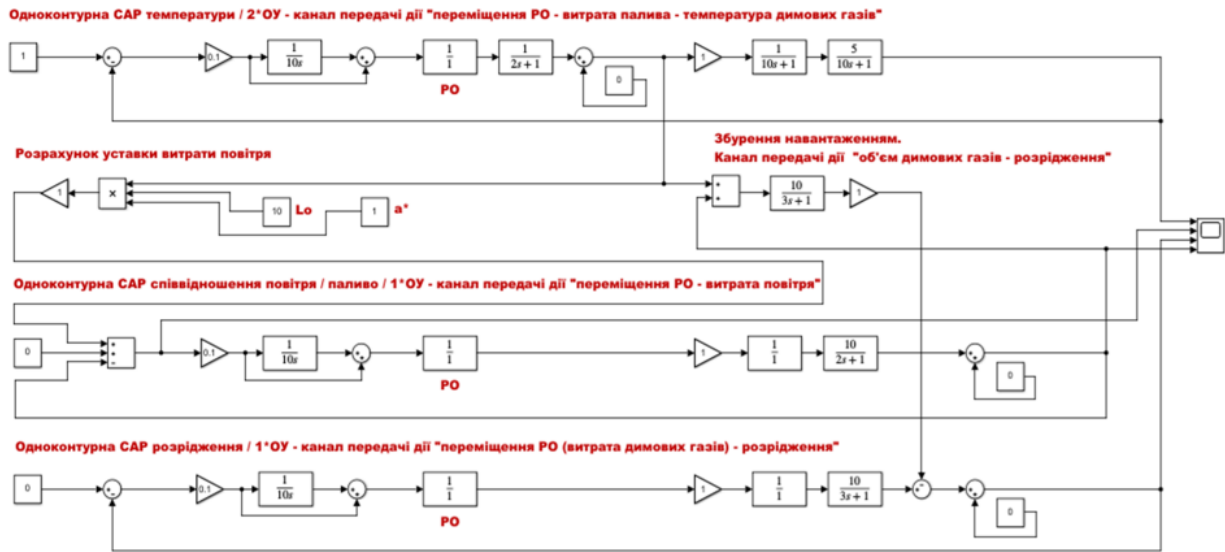 Одноконтурна САР температури / 2*ОУ - канал передачі дії "переміщення РО - витрата палива - температура димових газів"
1
0.1
1
10s
1
1
1
2s+1
0
1
1
10s+1
5
10s+1
РО
Збурення навантаженням.
Розрахунок уставки витрати повітря
Канал передачі дії "об'єм димових газів - розрідження"
1
×
10
Lo
1
a*
10
3s+1
1
Одноконтурна САР співвідношення повітря / паливо / 1*ОУ - канал передачі дії "переміщення РО - витрата повітря"
0
0.1
1
10s
1
1
1
1
1
10
2s+1
0
РО
Одноконтурна САР розрідження / 1*ОУ - канал передачі дії "переміщення РО (витрата димових газів) - розрідження"
0
0.1
1
10s
1
1
1
1
1
10
3s+1
0
РО